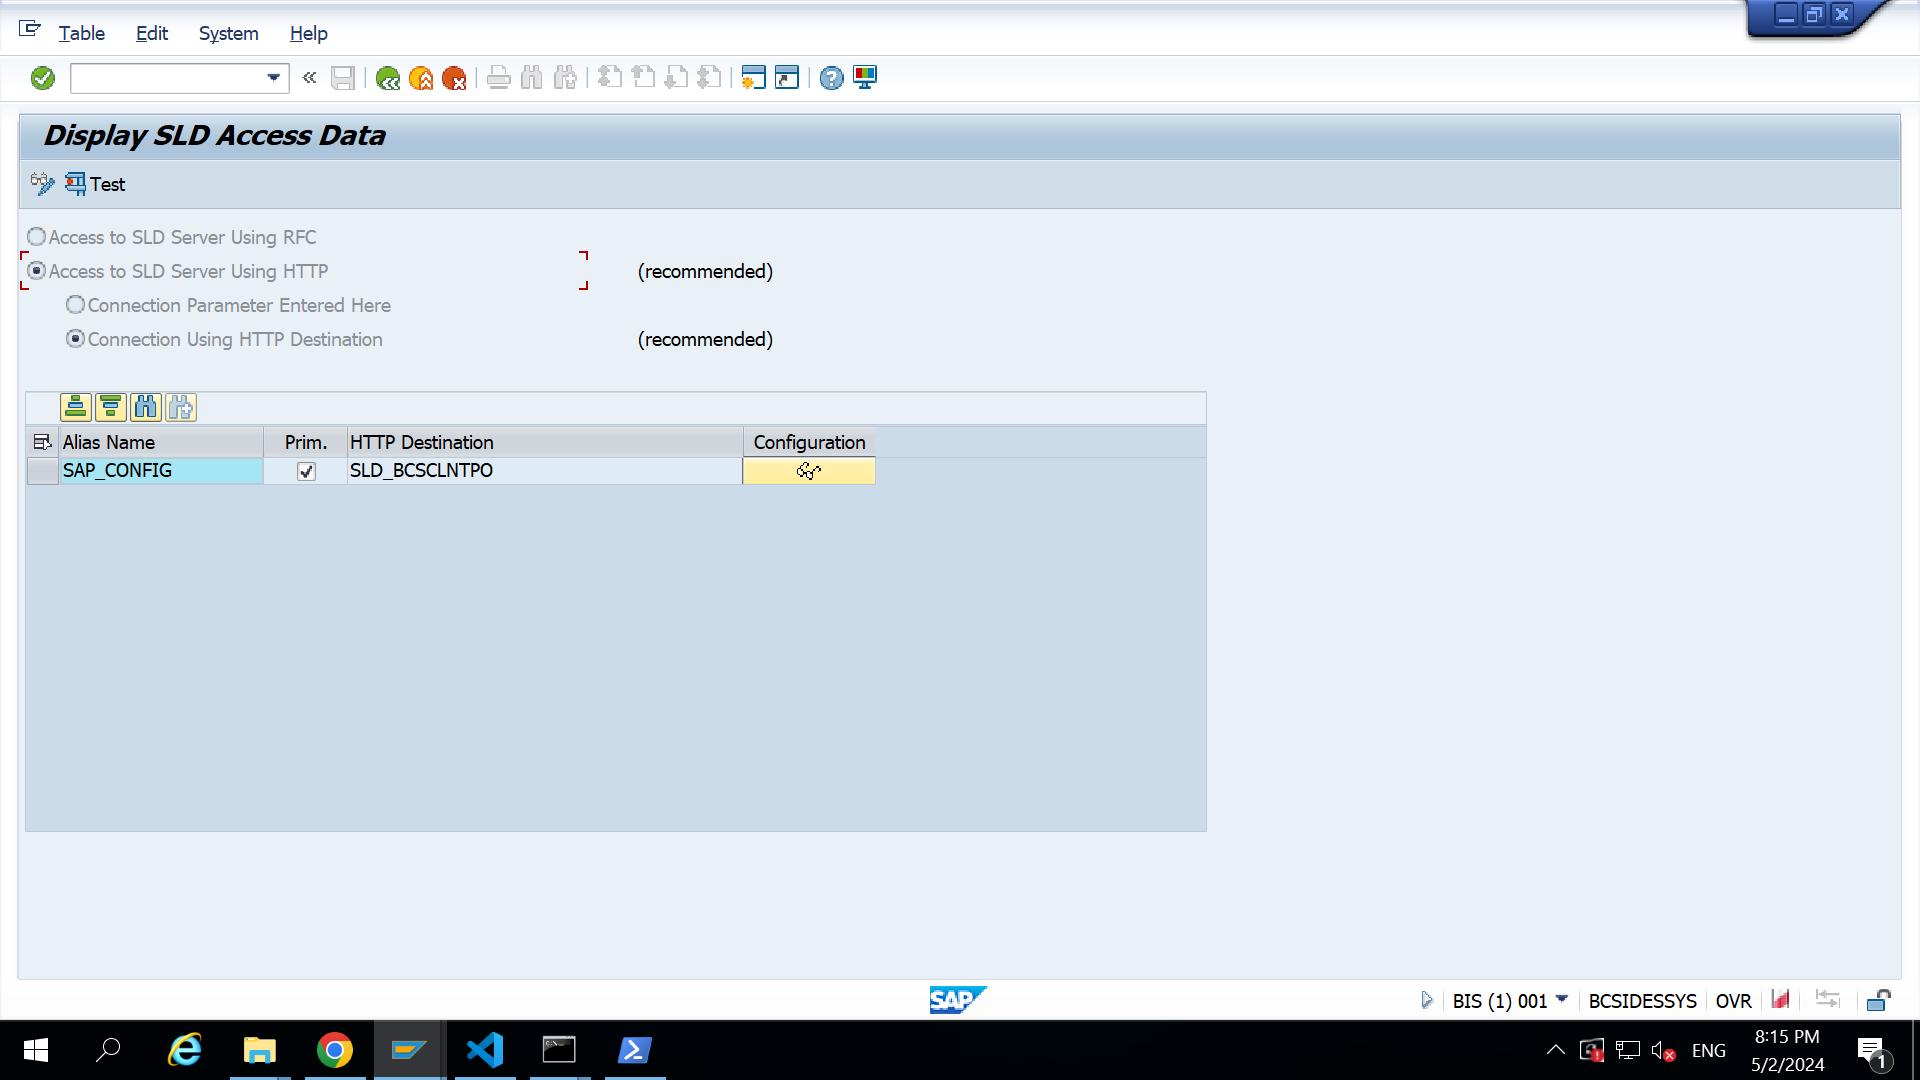 Table Edit System Help
Display SLD Access Data
Test
Access to SLD Server Using RFC
Access to SLD Server Using HTTP (recommended)
Connection Parameter Entered Here
Connection Using HTTP Destination (recommended)
Alias Name Prim. HTTP Destination Configuration
SAP_CONFIG SLD_BCSCLNTPO
SAP BIS (1) 001 BCSIDESSYS OVR
ENG
8:15 PM
5/2/2024
1